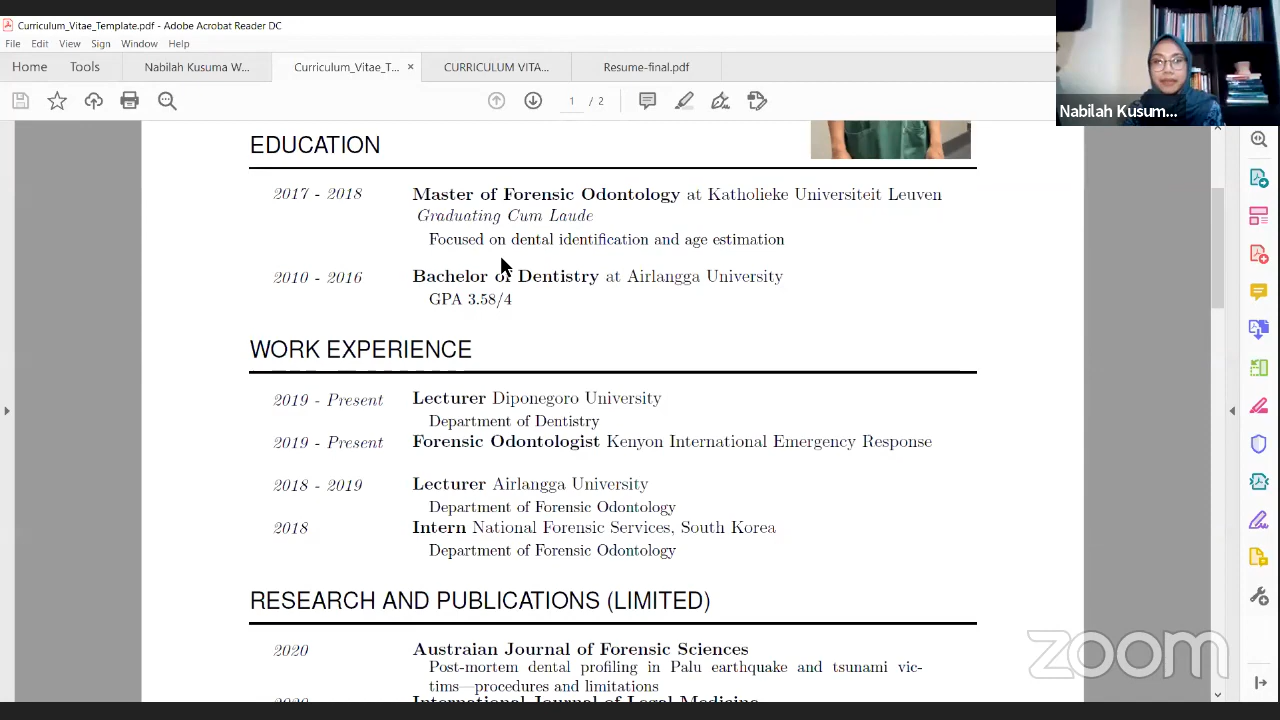 Curriculum_Vitae_Template.pdf - Adobe Acrobat Reader DC
File Edit View Sign Window Help
Home Tools Nabilah Kusuma W... Curriculum_Vitae_T... × CURRICULUM VITA... Resume-final.pdf
1 / 2
Nabilah Kusum...
EDUCATION
2017 - 2018 Master of Forensic Odontology at Katholieke Universiteit Leuven
Graduating Cum Laude
Focused on dental identification and age estimation
2010 - 2016 Bachelor of Dentistry at Airlangga University
GPA 3.58/4
WORK EXPERIENCE
2019 - Present Lecturer Diponegoro University
Department of Dentistry
2019 - Present Forensic Odontologist Kenyon International Emergency Response
2018 - 2019 Lecturer Airlangga University
Department of Forensic Odontology
2018 Intern National Forensic Services, South Korea
Department of Forensic Odontology
RESEARCH AND PUBLICATIONS (LIMITED)
2020 Austraian Journal of Forensic Sciences
Post-mortem dental profiling in Palu earthquake and tsunami vic-
tims—procedures and limitations
2020 International Journal of Legal Medicine
zoom